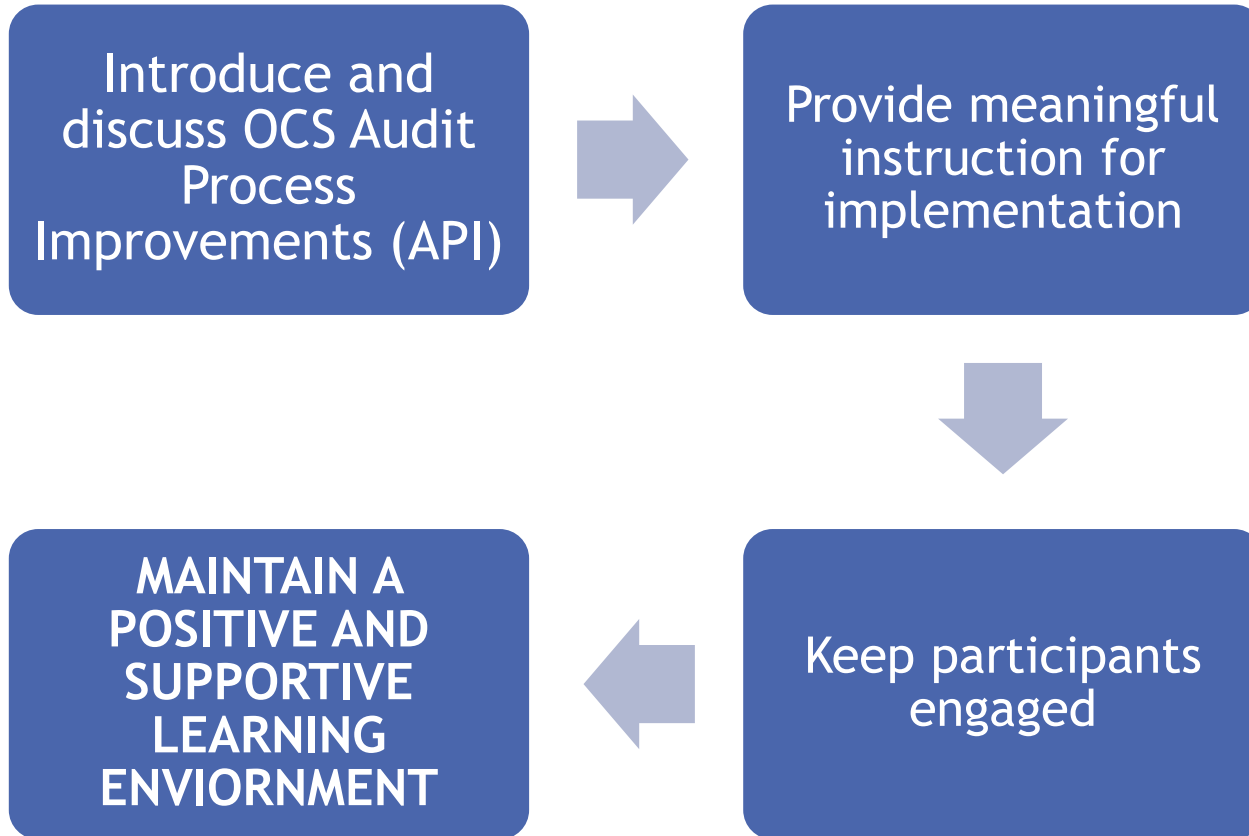 Introduce and
discuss OCS Audit
Process
Improvements (API)
Provide meaningful
instruction for
implementation
Keep participants
engaged
MAINTAIN A
POSITIVE AND
SUPPORTIVE
LEARNING
ENVIORNMENT